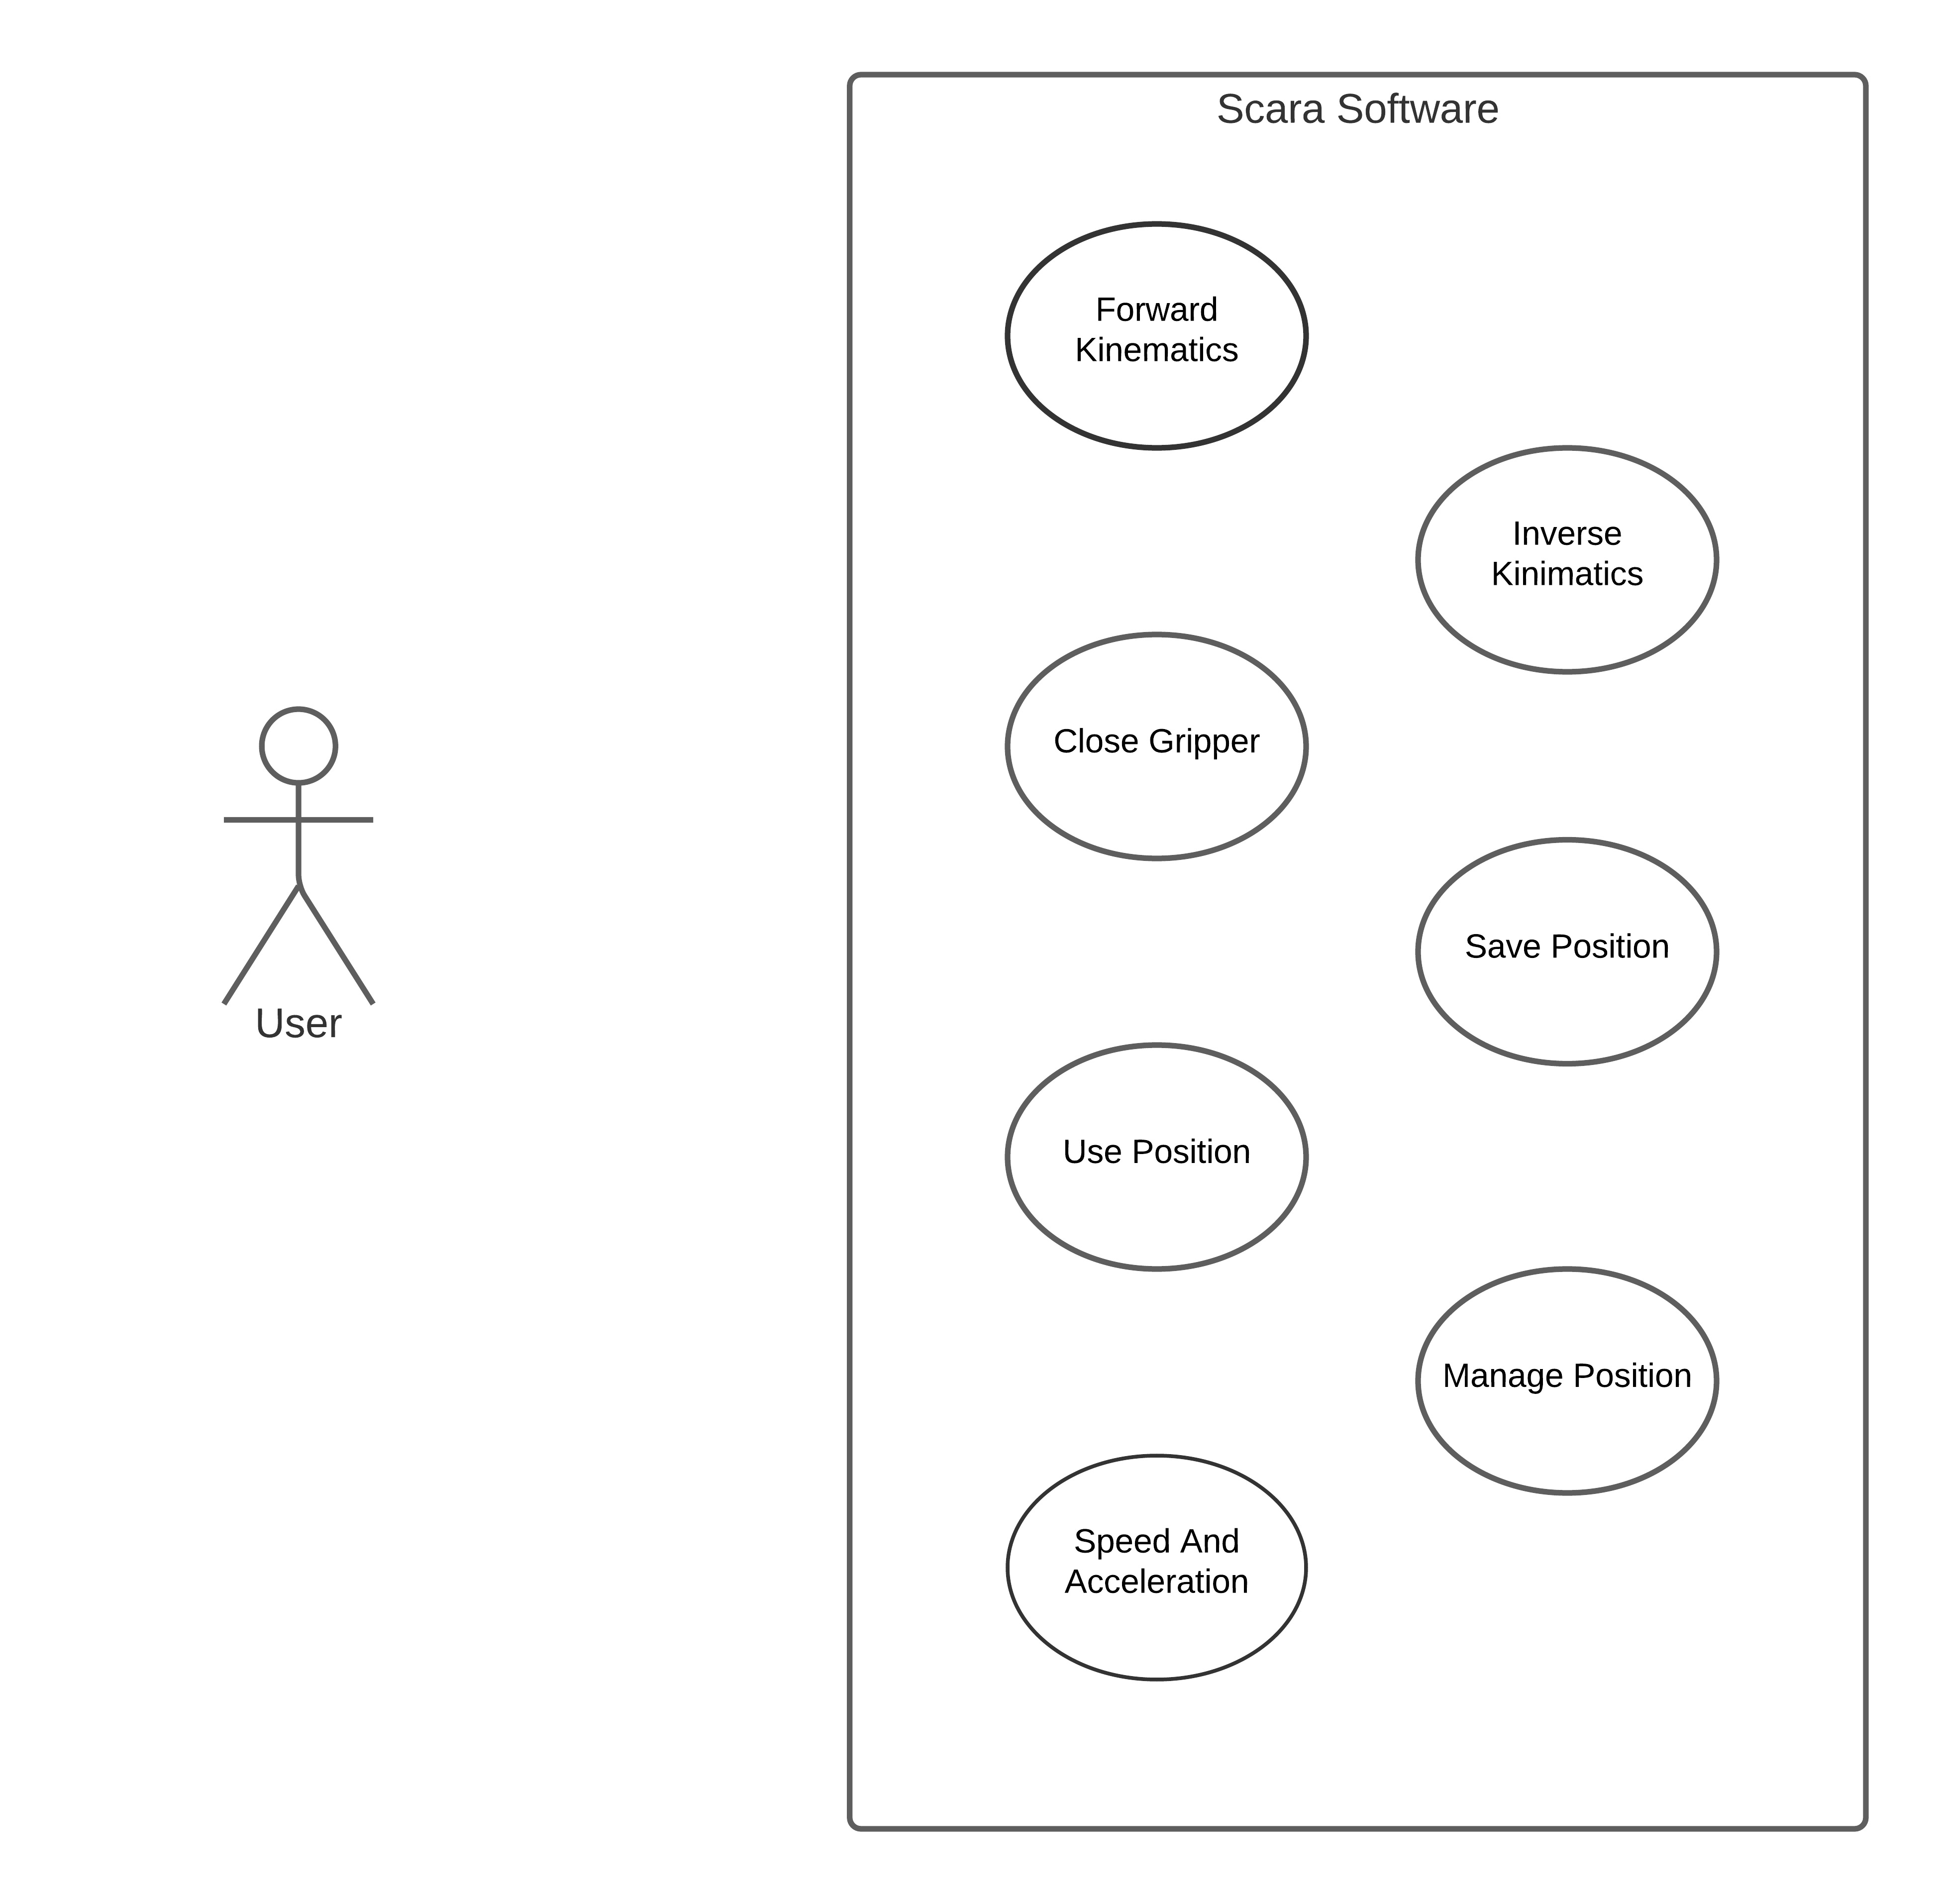 Scara Software
Forward
Kinematics
Inverse
Kinimatics
Close Gripper
Save Position
User
Use Position
Manage Position
Speed And
Acceleration